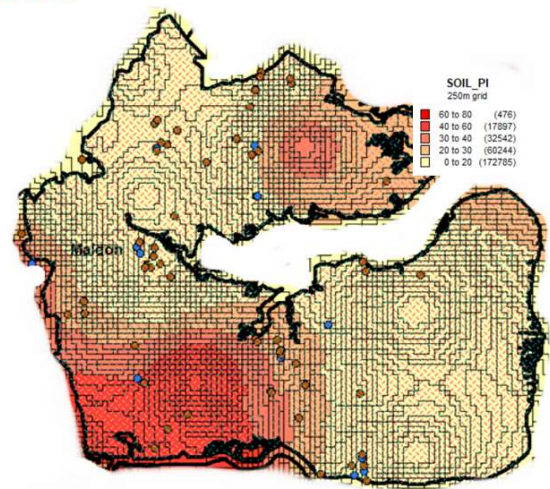 SOIL_PI
250m grid
60 to 80 (476)
40 to 60 (17897)
30 to 40 (32542)
20 to 30 (60244)
0 to 20 (172785)
Maldon